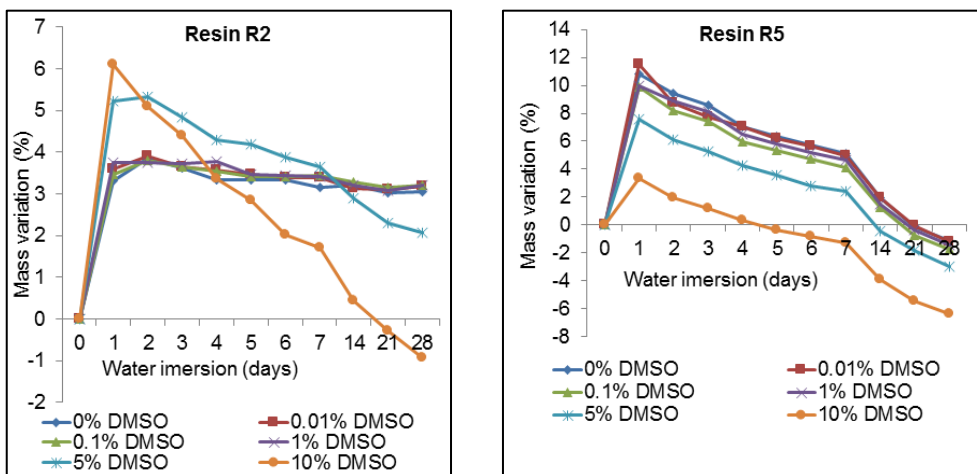 Resin R2
Mass variation (%)
7
6
5
4
3
2
1
0
-1
-2
0 1 2 3 4 5 6 7 14 21 28
Water imersion (days)
0% DMSO 0.01% DMSO
0.1% DMSO 1% DMSO
5% DMSO 10% DMSO
Resin R5
Mass variation (%)
14
12
10
8
6
4
2
0
-2
-4
-6
-8
0 1 2 3 4 5 6 7 14 21 28
Water imersion (days)
0% DMSO 0.01% DMSO
0.1% DMSO 1% DMSO
5% DMSO 10% DMSO